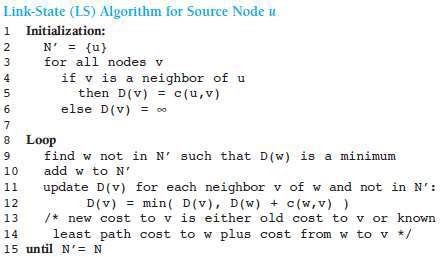 Link-State (LS) Algorithm for Source Node u
1 Initialization:
2 N' = {u}
3 for all nodes v
4 if v is a neighbor of u
5 then D(v) = c(u,v)
6 else D(v) = ∞
7
8 Loop
9 find w not in N' such that D(w) is a minimum
10 add w to N'
11 update D(v) for each neighbor v of w and not in N':
12 D(v) = min( D(v), D(w) + c(w,v) )
13 /* new cost to v is either old cost to v or known
14 least path cost to w plus cost from w to v */
15 until N'= N